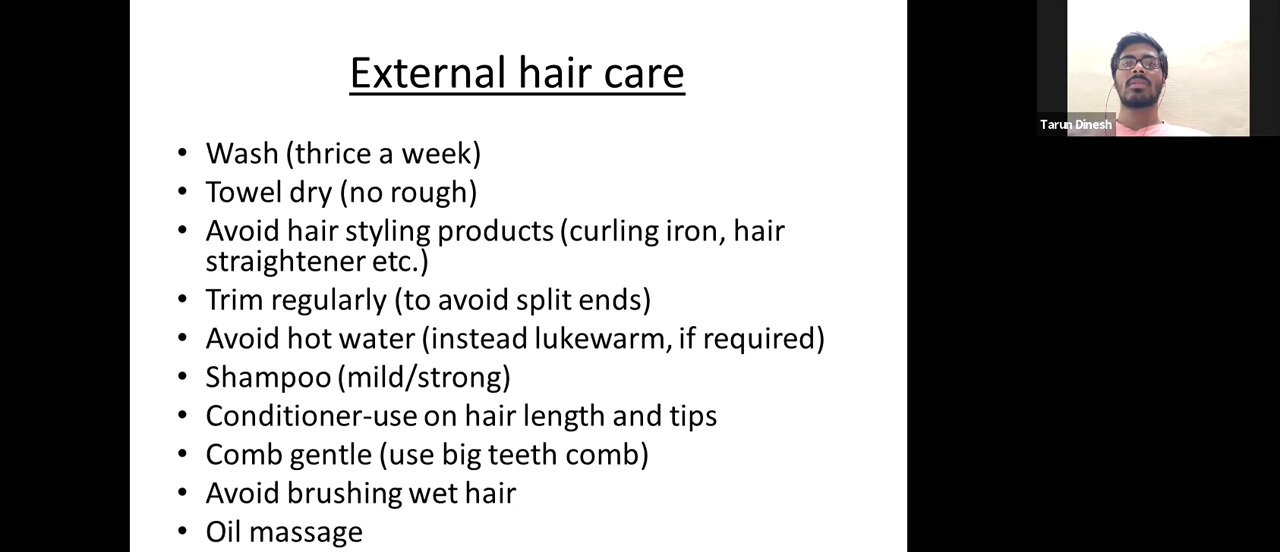 External hair care
• Wash (thrice a week)
• Towel dry (no rough)
• Avoid hair styling products (curling iron, hair
straightener etc.)
• Trim regularly (to avoid split ends)
• Avoid hot water (instead lukewarm, if required)
• Shampoo (mild/strong)
• Conditioner-use on hair length and tips
• Comb gentle (use big teeth comb)
• Avoid brushing wet hair
• Oil massage
Tarun Dinesh